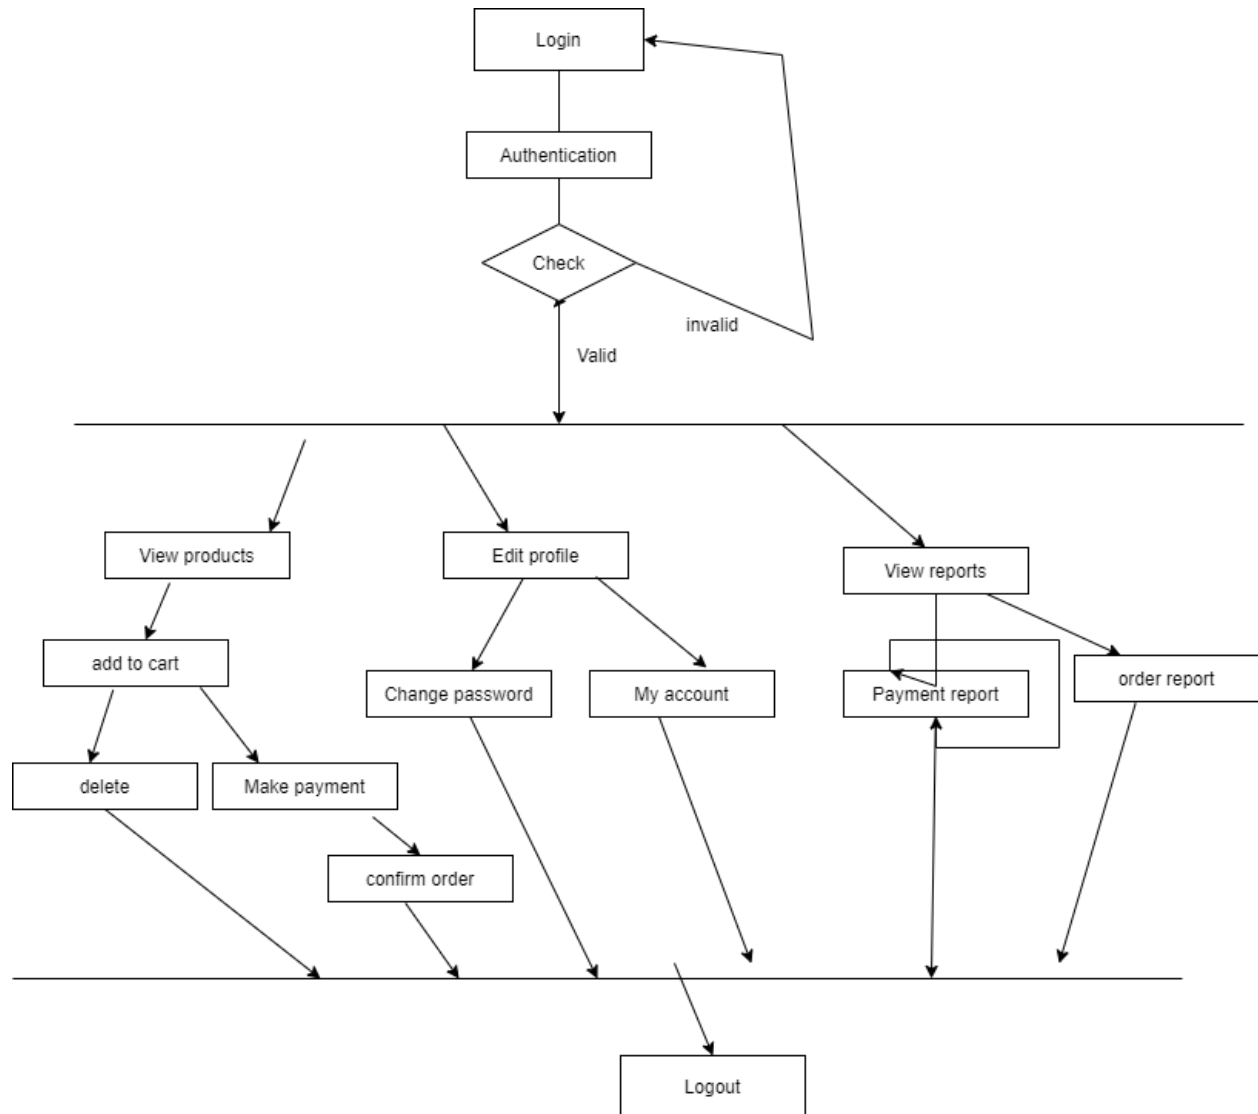 Login
Authentication
Check
invalid
Valid
View products
Edit profile
View reports
add to cart
Change password
My account
Payment report
order report
delete
Make payment
confirm order
Logout